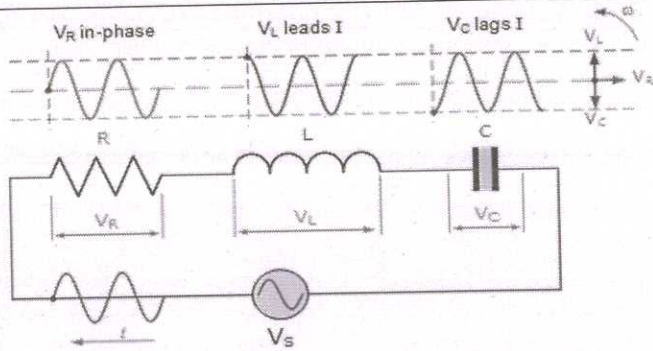 V_R in-phase V_L leads I V_C lags I ω
V_L
V_R
V_C
R L C
V_R V_L V_C
i
V_S